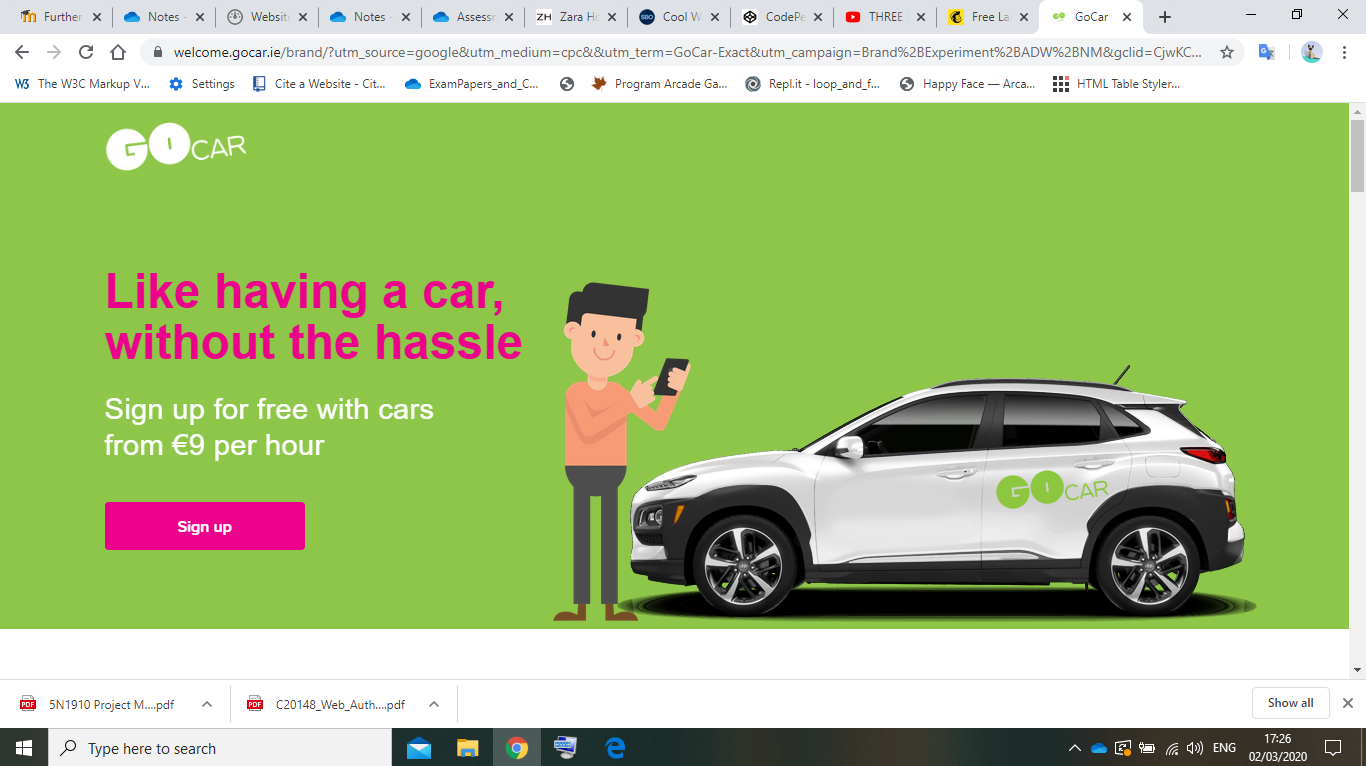 Further
Notes -
Website
Notes -
Assessm
ZH Zara Ho
SBO Cool W
CodePe
THREE
Free La
GoCar
welcome.gocar.ie/brand/?utm_source=google&utm_medium=cpc&&utm_term=GoCar-Exact&utm_campaign=Brand%2BExperiment%2BADW%2BNM&gclid=CjwKC...
W3 The W3C Markup V...
Settings
Cite a Website - Cit...
ExamPapers_and_C...
Program Arcade Ga...
Repl.it - loop_and_f...
Happy Face — Arca...
HTML Table Styler...
GOCAR
Like having a car,
without the hassle
Sign up for free with cars
from €9 per hour
Sign up
GOCAR
PDF 5N1910 Project M....pdf
PDF C20148_Web_Auth....pdf
Show all
Type here to search
ENG
17:26
02/03/2020